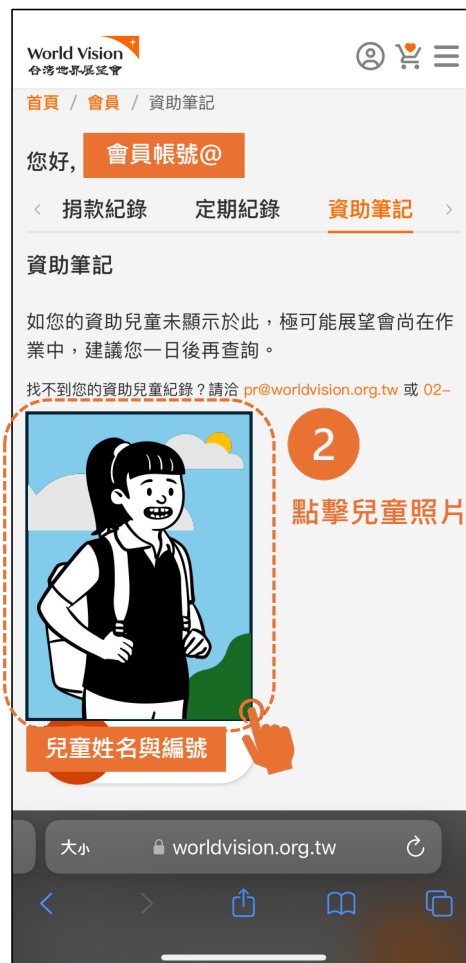 World Vision
台灣世界展望會
首頁 / 會員 / 資助筆記
您好, 會員帳號@
< 捐款紀錄 定期紀錄 資助筆記 >
資助筆記
如您的資助兒童未顯示於此，極可能展望會尚在作
業中，建議您一日後再查詢。
找不到您的資助兒童紀錄？請洽 pr@worldvision.org.tw 或 02–
2
點擊兒童照片
兒童姓名與編號
大小 worldvision.org.tw